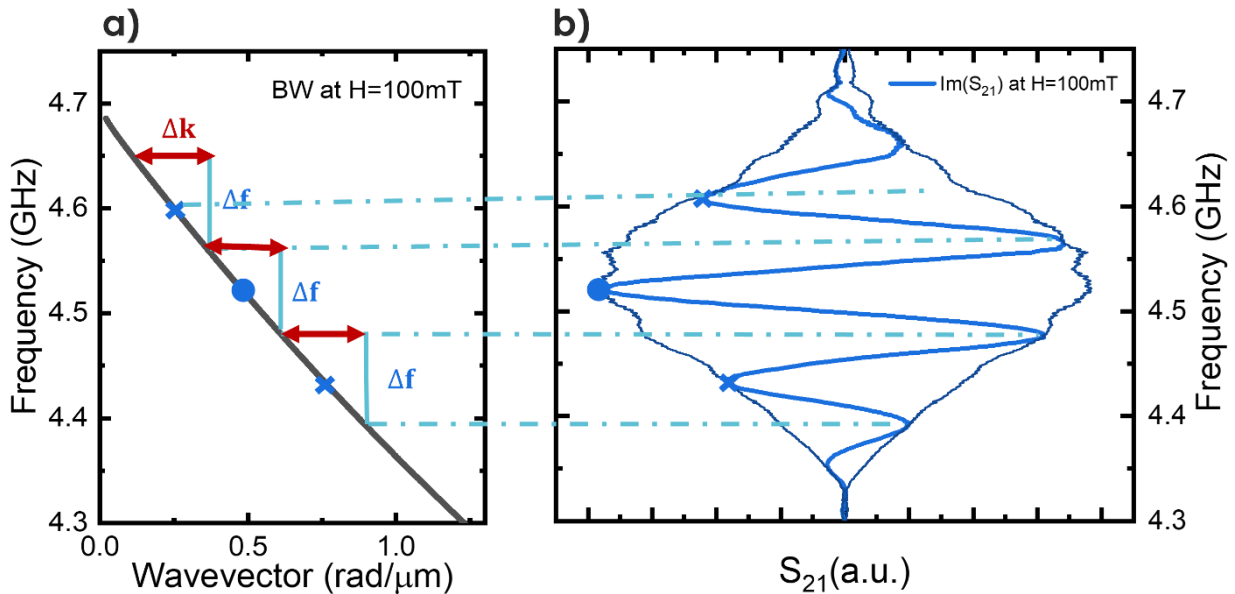 a)
BW at H=100mT
Δk
Δf
Δf
Δf
4.7
4.6
4.5
4.4
4.3
Frequency (GHz)
0.0 0.5 1.0
Wavevector (rad/μm)
b)
Im(S21) at H=100mT
4.7
4.6
4.5
4.4
4.3
Frequency (GHz)
S21(a.u.)